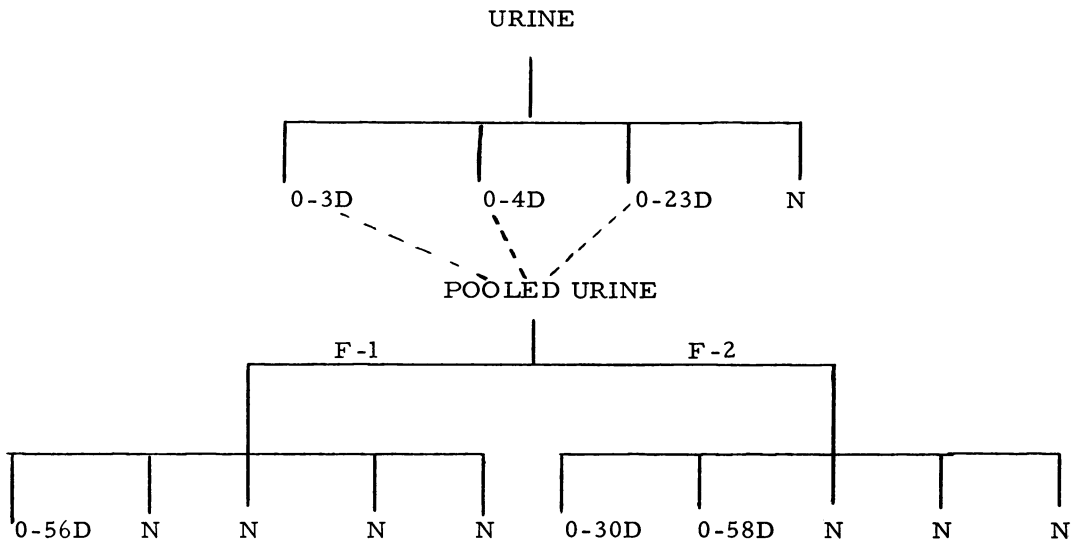 URINE
0-3D 0-4D 0-23D N
POOLED URINE
F-1 F-2
0-56D N N N N 0-30D 0-58D N N N